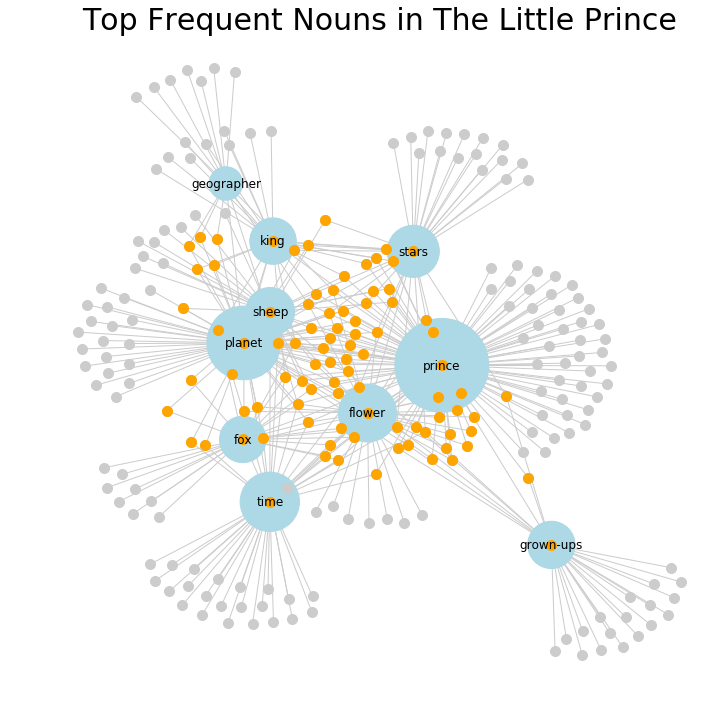 Top Frequent Nouns in The Little Prince
geographer
king
stars
sheep
planet
prince
flower
fox
time
grown-ups